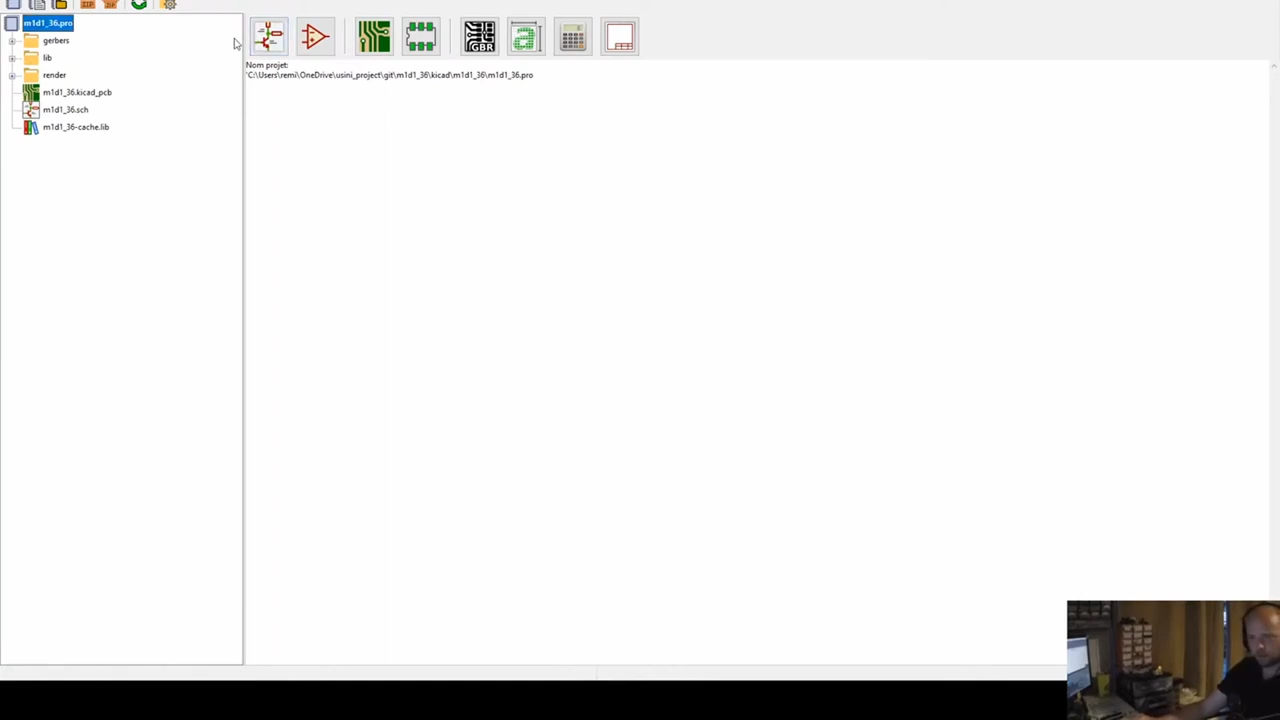 m1d1_36.pro
gerbers
lib
render
m1d1_36.kicad_pcb
m1d1_36.sch
m1d1_36-cache.lib
ZIP
GBR
a
Nom projet:
'C:\Users\remi\OneDrive\usini_project\git\m1d1_36\kicad\m1d1_36\m1d1_36.pro